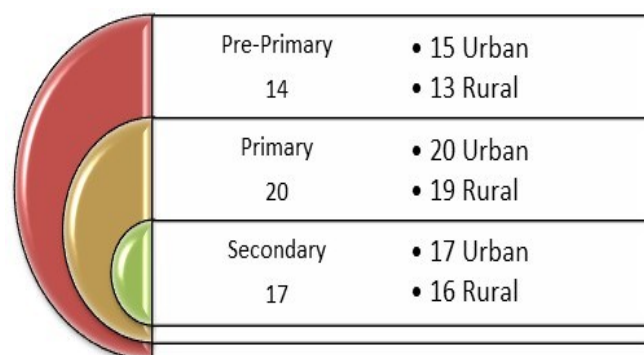 Pre-Primary
14
• 15 Urban
• 13 Rural
Primary
20
• 20 Urban
• 19 Rural
Secondary
17
• 17 Urban
• 16 Rural